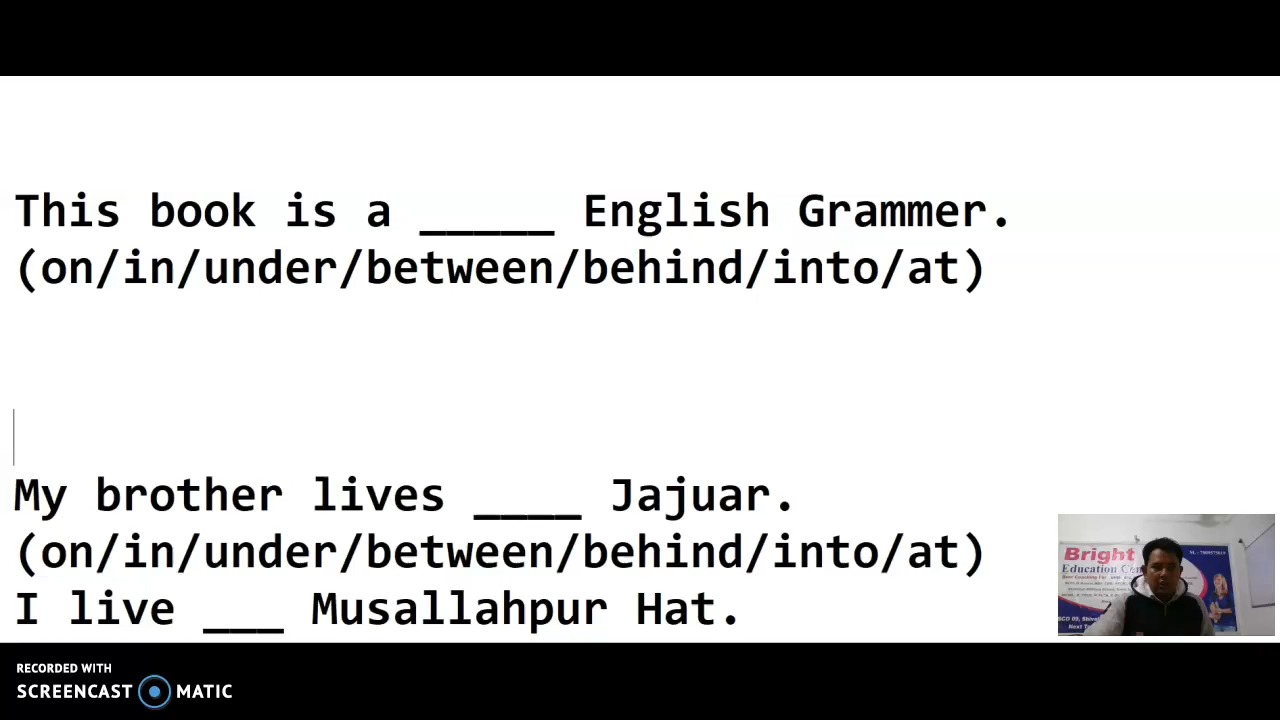 This book is a _____ English Grammer.
(on/in/under/between/behind/into/at)
My brother lives ____ Jajuar.
(on/in/under/between/behind/into/at)
I live ___ Musallahpur Hat.
Bright
Education
RECORDED WITH
SCREENCAST MATIC